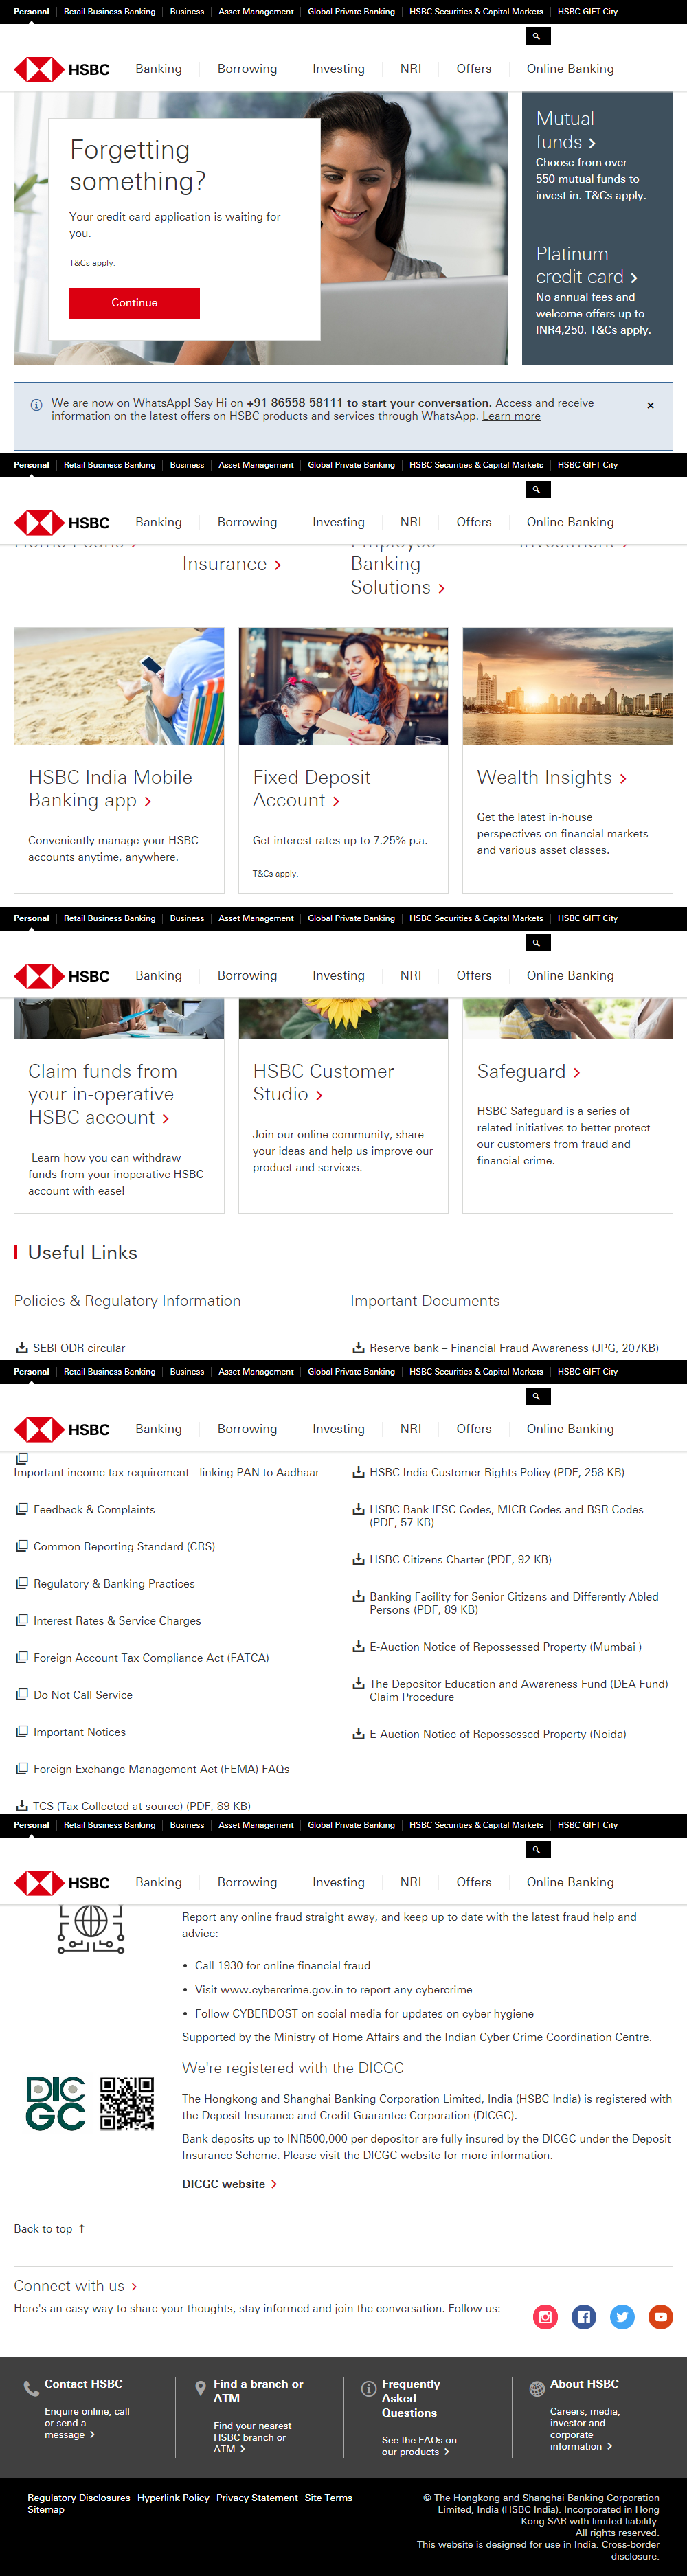 Personal Retail Business Banking Business Asset Management Global Private Banking HSBC Securities & Capital Markets HSBC GIFT City
HSBC Banking Borrowing Investing NRI Offers Online Banking
Forgetting
something?
Your credit card application is waiting for
you.
T&Cs apply.
Continue
Mutual
funds
Choose from over
550 mutual funds to
invest in. T&Cs apply.
Platinum
credit card
No annual fees and
welcome offers up to
INR4,250. T&Cs apply.
We are now on WhatsApp! Say Hi on +91 86558 58111 to start your conversation. Access and receive
information on the latest offers on HSBC products and services through WhatsApp. Learn more
Personal Retail Business Banking Business Asset Management Global Private Banking HSBC Securities & Capital Markets HSBC GIFT City
HSBC Banking Borrowing Investing NRI Offers Online Banking
Home Loans
Insurance
Employee
Banking
Solutions
Investment
HSBC India Mobile
Banking app
Conveniently manage your HSBC
accounts anytime, anywhere.
Fixed Deposit
Account
Get interest rates up to 7.25% p.a.
T&Cs apply.
Wealth Insights
Get the latest in-house
perspectives on financial markets
and various asset classes.
Personal Retail Business Banking Business Asset Management Global Private Banking HSBC Securities & Capital Markets HSBC GIFT City
HSBC Banking Borrowing Investing NRI Offers Online Banking
Claim funds from
your in-operative
HSBC account
Learn how you can withdraw
funds from your inoperative HSBC
account with ease!
HSBC Customer
Studio
Join our online community, share
your ideas and help us improve our
product and services.
Safeguard
HSBC Safeguard is a series of
related initiatives to better protect
our customers from fraud and
financial crime.
Useful Links
Policies & Regulatory Information
SEBI ODR circular
Important Documents
Reserve bank – Financial Fraud Awareness (JPG, 207KB)
Personal Retail Business Banking Business Asset Management Global Private Banking HSBC Securities & Capital Markets HSBC GIFT City
HSBC Banking Borrowing Investing NRI Offers Online Banking
Important income tax requirement - linking PAN to Aadhaar
Feedback & Complaints
Common Reporting Standard (CRS)
Regulatory & Banking Practices
Interest Rates & Service Charges
Foreign Account Tax Compliance Act (FATCA)
Do Not Call Service
Important Notices
Foreign Exchange Management Act (FEMA) FAQs
TCS (Tax Collected at source) (PDF, 89 KB)
HSBC India Customer Rights Policy (PDF, 258 KB)
HSBC Bank IFSC Codes, MICR Codes and BSR Codes
(PDF, 57 KB)
HSBC Citizens Charter (PDF, 92 KB)
Banking Facility for Senior Citizens and Differently Abled
Persons (PDF, 89 KB)
E-Auction Notice of Repossessed Property (Mumbai )
The Depositor Education and Awareness Fund (DEA Fund)
Claim Procedure
E-Auction Notice of Repossessed Property (Noida)
Personal Retail Business Banking Business Asset Management Global Private Banking HSBC Securities & Capital Markets HSBC GIFT City
HSBC Banking Borrowing Investing NRI Offers Online Banking
Report any online fraud straight away, and keep up to date with the latest fraud help and
advice:
• Call 1930 for online financial fraud
• Visit www.cybercrime.gov.in to report any cybercrime
• Follow CYBERDOST on social media for updates on cyber hygiene
Supported by the Ministry of Home Affairs and the Indian Cyber Crime Coordination Centre.
DICGC
We're registered with the DICGC
The Hongkong and Shanghai Banking Corporation Limited, India (HSBC India) is registered with
the Deposit Insurance and Credit Guarantee Corporation (DICGC).
Bank deposits up to INR500,000 per depositor are fully insured by the DICGC under the Deposit
Insurance Scheme. Please visit the DICGC website for more information.
DICGC website
Back to top
Connect with us
Here's an easy way to share your thoughts, stay informed and join the conversation. Follow us:
Contact HSBC
Enquire online, call
or send a
message
Find a branch or
ATM
Find your nearest
HSBC branch or
ATM
Frequently
Asked
Questions
See the FAQs on
our products
About HSBC
Careers, media,
investor and
corporate
information
Regulatory Disclosures Hyperlink Policy Privacy Statement Site Terms
Sitemap
© The Hongkong and Shanghai Banking Corporation
Limited, India (HSBC India). Incorporated in Hong
Kong SAR with limited liability.
All rights reserved.
This website is designed for use in India. Cross-border
disclosure.